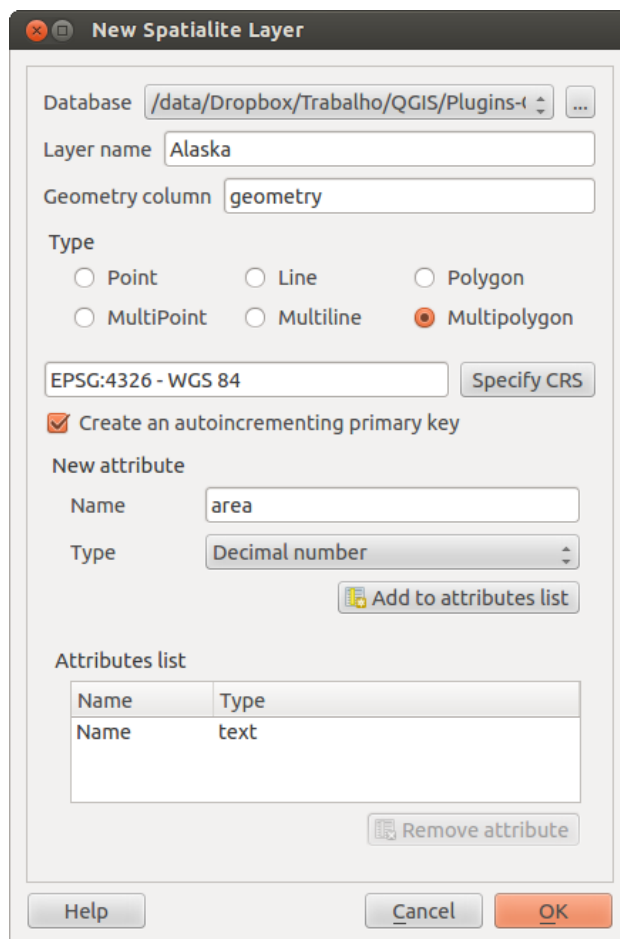 New Spatialite Layer
Database /data/Dropbox/Trabalho/QGIS/Plugins-( ...
Layer name Alaska
Geometry column geometry
Type
Point Line Polygon
MultiPoint Multiline Multipolygon
EPSG:4326 - WGS 84 Specify CRS
Create an autoincrementing primary key
New attribute
Name area
Type Decimal number
Add to attributes list
Attributes list
Name Type
Name text
Remove attribute
Help Cancel OK